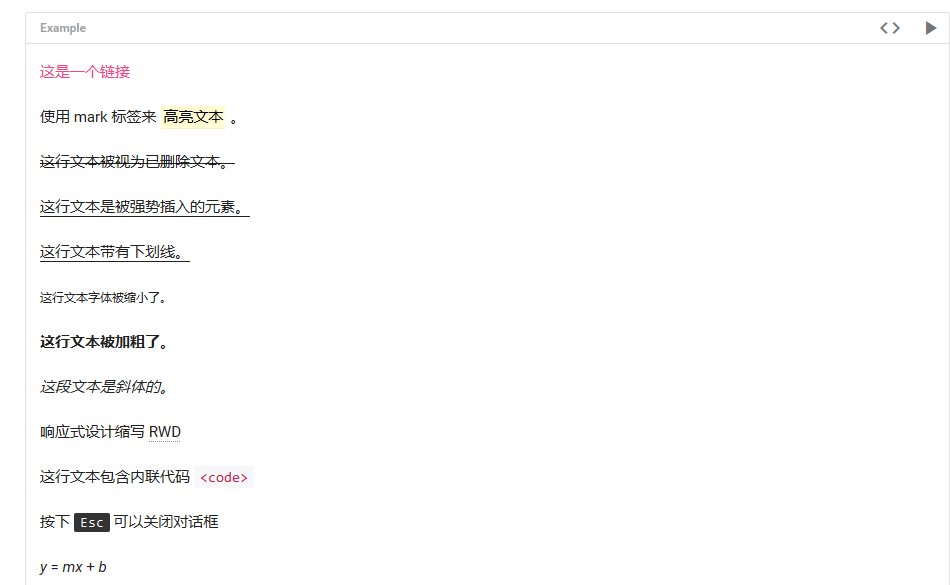 Example
这是一个链接
使用 mark 标签来 高亮文本 。
这行文本被视为已删除文本。
这行文本是被强势插入的元素。
这行文本带有下划线。
这行文本字体被缩小了。
这行文本被加粗了。
这段文本是斜体的。
响应式设计缩写 RWD
这行文本包含内联代码 <code>
按下 Esc 可以关闭对话框
y = mx + b